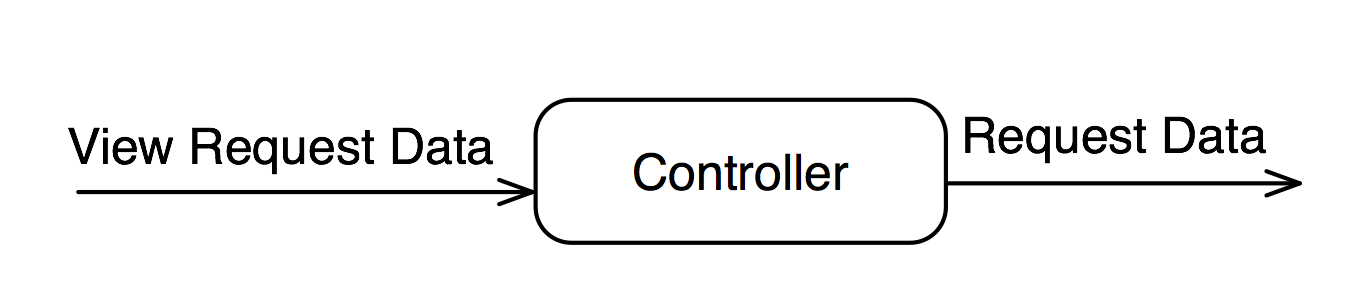 View Request Data
Controller
Request Data